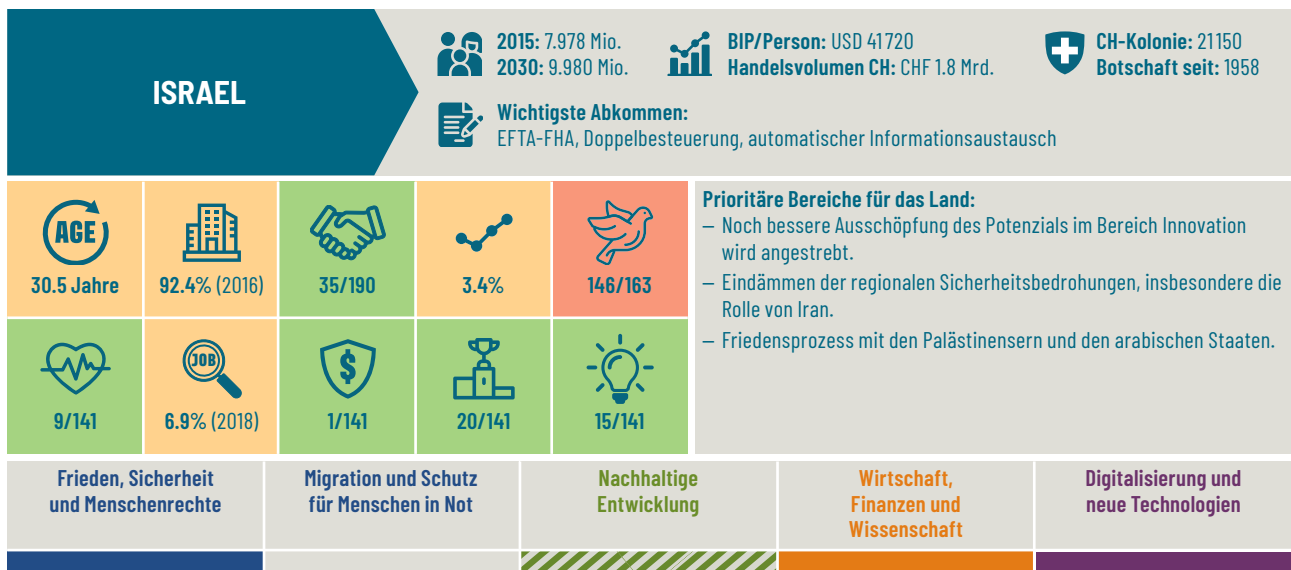 ISRAEL
2015: 7.978 Mio.
2030: 9.980 Mio.
BIP/Person: USD 41 720
Handelsvolumen CH: CHF 1.8 Mrd.
CH-Kolonie: 21 150
Botschaft seit: 1958
Wichtigste Abkommen:
EFTA-FHA, Doppelbesteuerung, automatischer Informationsaustausch
AGE
30.5 Jahre
92.4% (2016)
35/190
3.4%
146/163
JOB
$
9/141
6.9% (2018)
1/141
20/141
15/141
Prioritäre Bereiche für das Land:
– Noch bessere Ausschöpfung des Potenzials im Bereich Innovation
wird angestrebt.
– Eindämmen der regionalen Sicherheitsbedrohungen, insbesondere die
Rolle von Iran.
– Friedensprozess mit den Palästinensern und den arabischen Staaten.
Frieden, Sicherheit
und Menschenrechte
Migration und Schutz
für Menschen in Not
Nachhaltige
Entwicklung
Wirtschaft,
Finanzen und
Wissenschaft
Digitalisierung und
neue Technologien